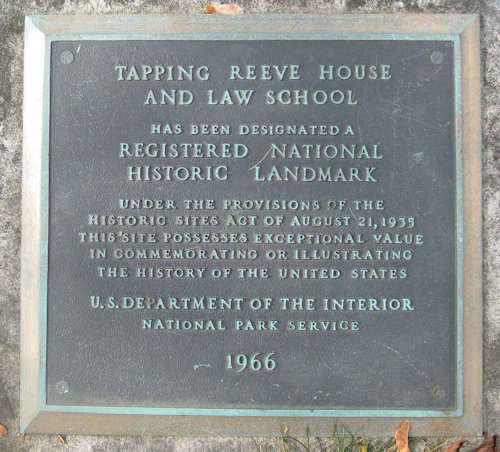 TAPPING REEVE HOUSE
AND LAW SCHOOL
HAS BEEN DESIGNATED A
REGISTERED NATIONAL
HISTORIC LANDMARK
UNDER THE PROVISIONS OF THE
HISTORIC SITES ACT OF AUGUST 21, 1935
THIS SITE POSSESSES EXCEPTIONAL VALUE
IN COMMEMORATING OR ILLUSTRATING
THE HISTORY OF THE UNITED STATES
U.S. DEPARTMENT OF THE INTERIOR
NATIONAL PARK SERVICE
1966